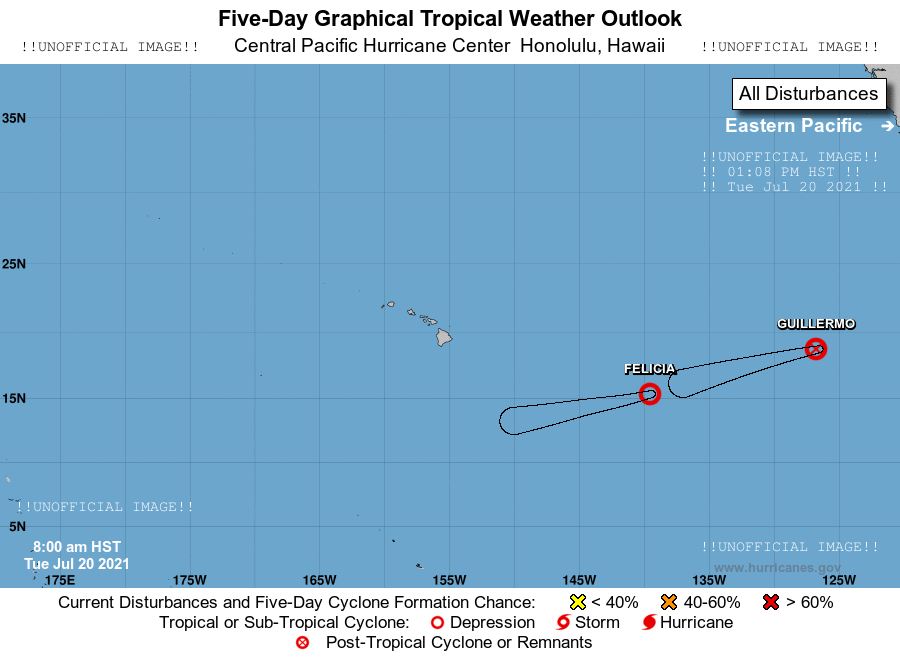 Five-Day Graphical Tropical Weather Outlook
!!UNOFFICIAL IMAGE!! Central Pacific Hurricane Center Honolulu, Hawaii !!UNOFFICIAL IMAGE!!
All Disturbances
35N
Eastern Pacific
!!UNOFFICIAL IMAGE!!
!! 01:08 PM HST !!
!! Tue Jul 20 2021 !!
25N
GUILLERMO
FELICIA
15N
!!UNOFFICIAL IMAGE!!
5N
8:00 am HST
Tue Jul 20 2021
!!UNOFFICIAL IMAGE!!
www.hurricanes.gov
175E 175W 165W 155W 145W 135W 125W
Current Disturbances and Five-Day Cyclone Formation Chance: < 40% 40-60% > 60%
Tropical or Sub-Tropical Cyclone: Depression Storm Hurricane
Post-Tropical Cyclone or Remnants